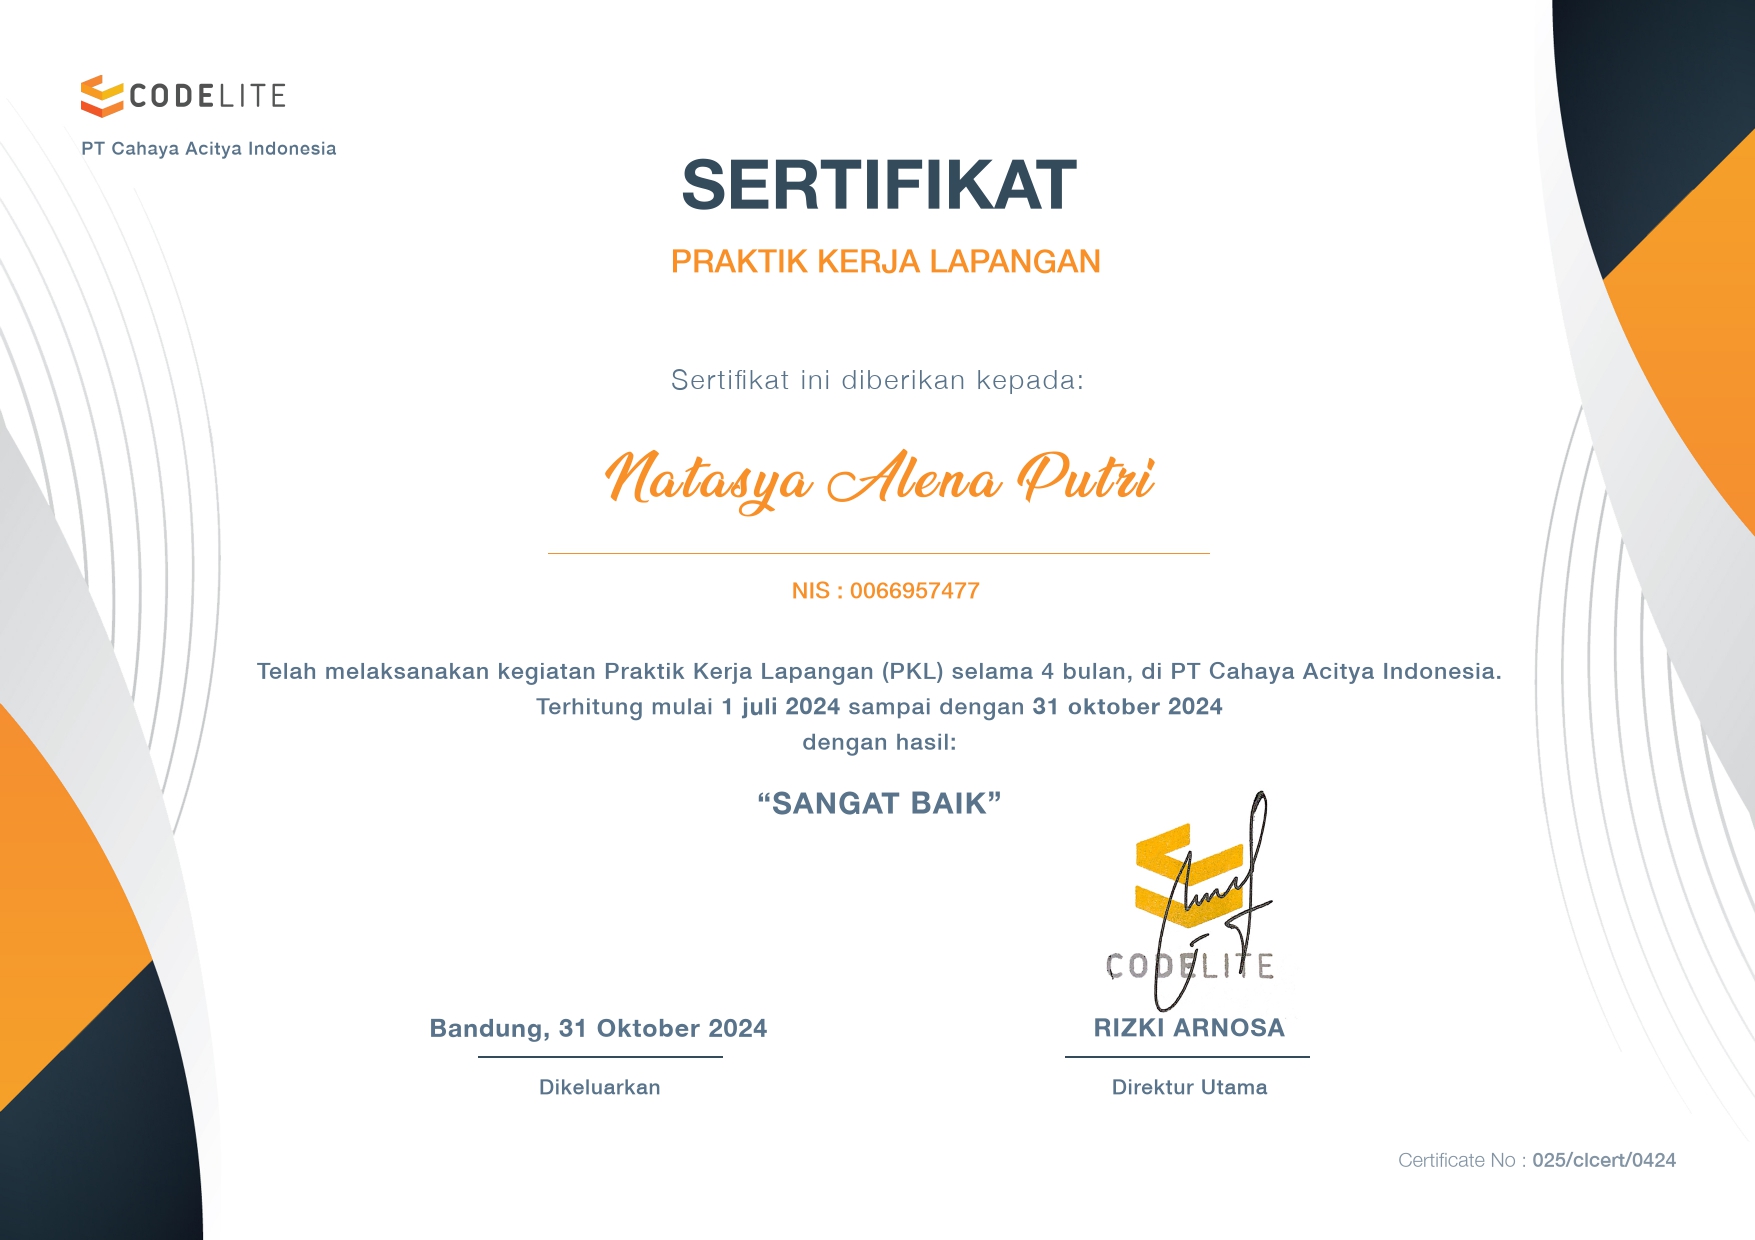 CODELITE
PT Cahaya Acitya Indonesia
SERTIFIKAT
PRAKTIK KERJA LAPANGAN
Sertifikat ini diberikan kepada:
Natasya Alena Putri
NIS : 0066957477
Telah melaksanakan kegiatan Praktik Kerja Lapangan (PKL) selama 4 bulan, di PT Cahaya Acitya Indonesia.
Terhitung mulai 1 juli 2024 sampai dengan 31 oktober 2024
dengan hasil:
“SANGAT BAIK”
CODELITE
Bandung, 31 Oktober 2024
Dikeluarkan
RIZKI ARNOSA
Direktur Utama
Certificate No : 025/clcert/0424